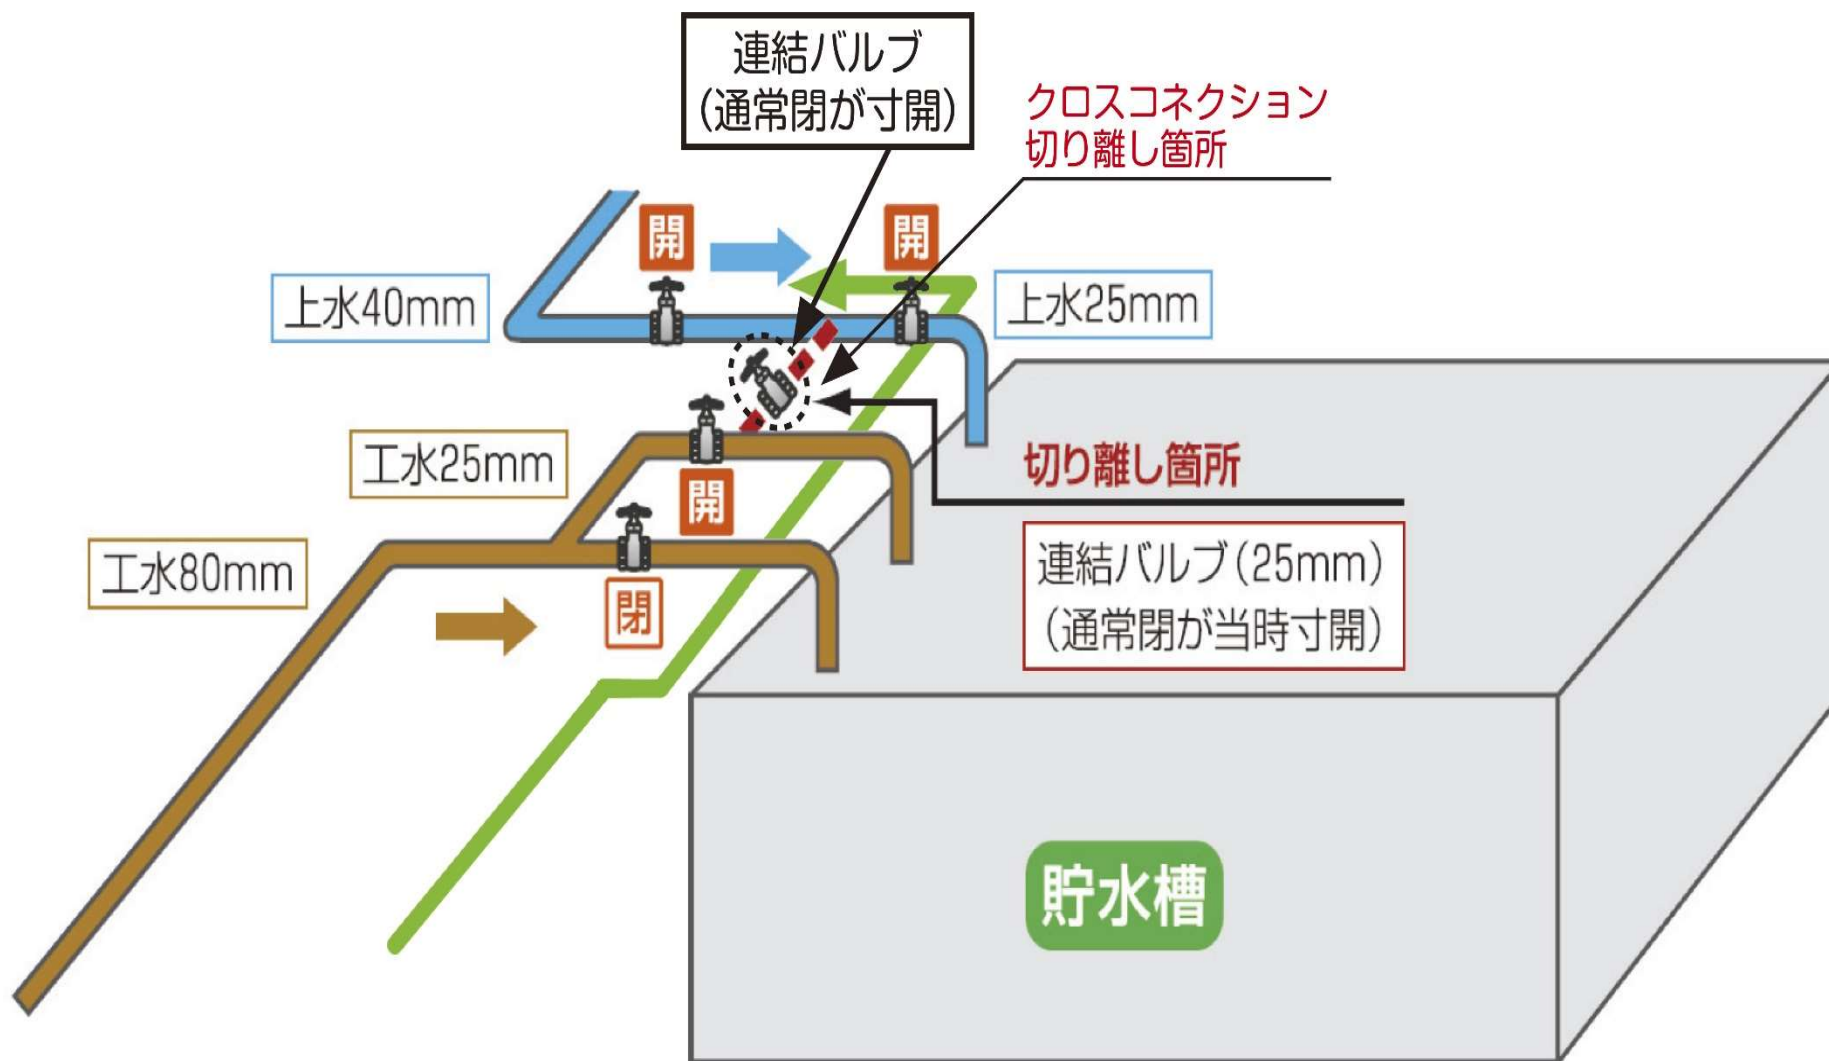 連結バルブ
(通常閉が寸開)
クロスコネクション
切り離し箇所
開
開
上水40mm
上水25mm
工水25mm
開
切り離し箇所
工水80mm
閉
連結バルブ(25mm)
(通常閉が当時寸開)
貯水槽